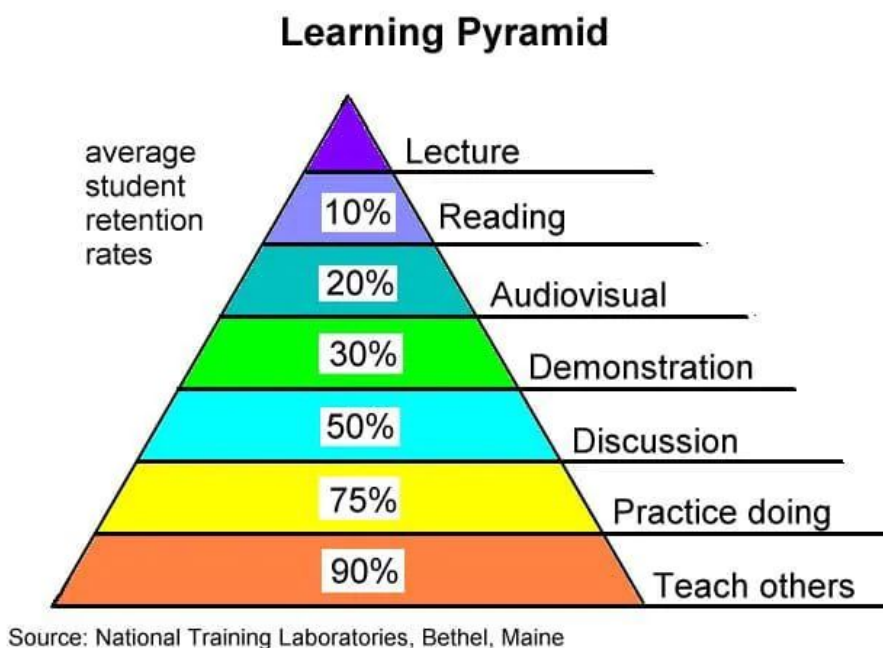 Learning Pyramid
average
student
retention
rates
Lecture
10% Reading
20% Audiovisual
30% Demonstration
50% Discussion
75% Practice doing
90% Teach others
Source: National Training Laboratories, Bethel, Maine